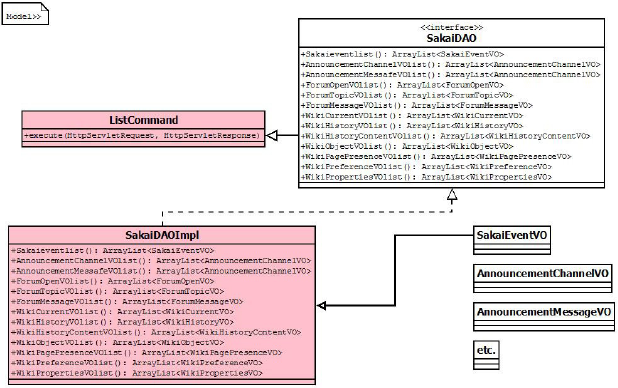 Model>>
<<interface>>
SakaiDAO
+Sakaieventlist(): ArrayList<SakaiEventVO>
+AnnouncementChannelVOlist(): ArrayList<AnnouncementChannelVO>
+AnnouncementMessafeVOlist(): ArrayList<AnnouncementChannelVO>
+ForumOpenVOlist(): ArrayList<ForumOpenVO>
+ForumTopicVOlist(): ArrayList<ForumTopicVO>
+ForumMessageVOlist(): ArrayList<ForumMessageVO>
+WikiCurrentVOlist(): ArrayList<WikiCurrentVO>
+WikiHistoryVOlist(): ArrayList<WikiHistoryVO>
+WikiHistoryContentVOlist(): ArrayList<WikiHistoryContentVO>
+WikiObjectVOlist(): ArrayList<WikiObjectVO>
+WikiPagePresenceVOlist(): ArrayList<WikiPagePresenceVO>
+WikiPreferenceVOlist(): ArrayList<WikiPreferenceVO>
+WikiPropertiesVOlist(): ArrayList<WikiPropertiesVO>
ListCommand
+execute(HttpServletRequest, HttpServletResponse)
SakaiDAOImpl
+Sakaieventlist(): ArrayList<SakaiEventVO>
+AnnouncementChannelVOlist(): ArrayList<AnnouncementChannelVO>
+AnnouncementMessafeVOlist(): ArrayList<AnnouncementChannelVO>
+ForumOpenVOlist(): ArrayList<ForumOpenVO>
+ForumTopicVOlist(): ArrayList<ForumTopicVO>
+ForumMessageVOlist(): ArrayList<ForumMessageVO>
+WikiCurrentVOlist(): ArrayList<WikiCurrentVO>
+WikiHistoryVOlist(): ArrayList<WikiHistoryVO>
+WikiHistoryContentVOlist(): ArrayList<WikiHistoryContentVO>
+WikiObjectVOlist(): ArrayList<WikiObjectVO>
+WikiPagePresenceVOlist(): ArrayList<WikiPagePresenceVO>
+WikiPreferenceVOlist(): ArrayList<WikiPreferenceVO>
+WikiPropertiesVOlist(): ArrayList<WikiPropertiesVO>
SakaiEventVO
AnnouncementChannelVO
AnnouncementMessageVO
etc.